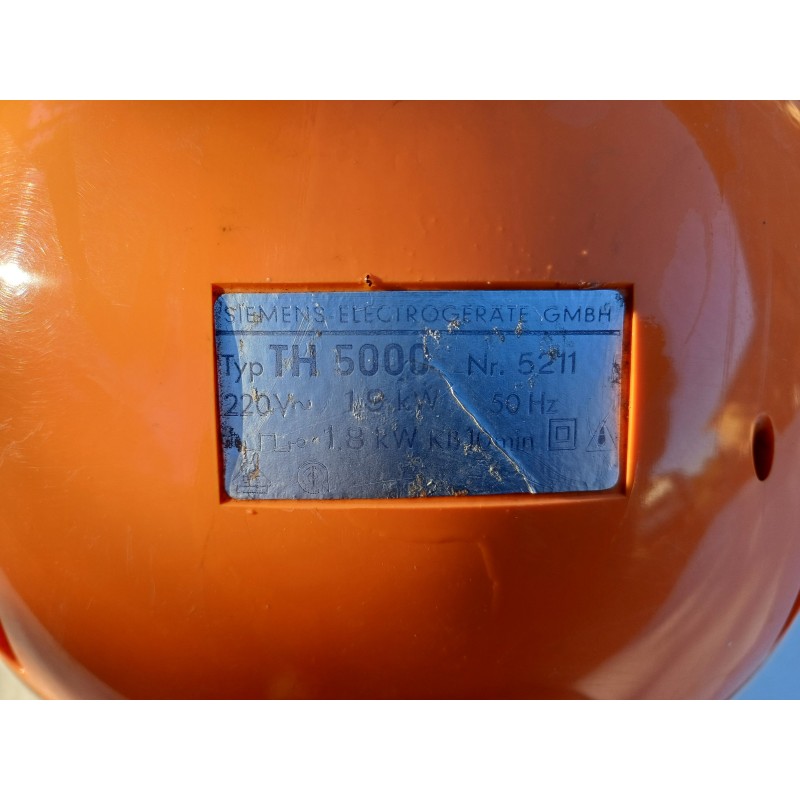 SIEMENS-ELECTROGERÄTE GMBH
Typ TH 5000 Nr. 5211
220V~ 1.9 kW 50 Hz
1.8 kW KB 10 min